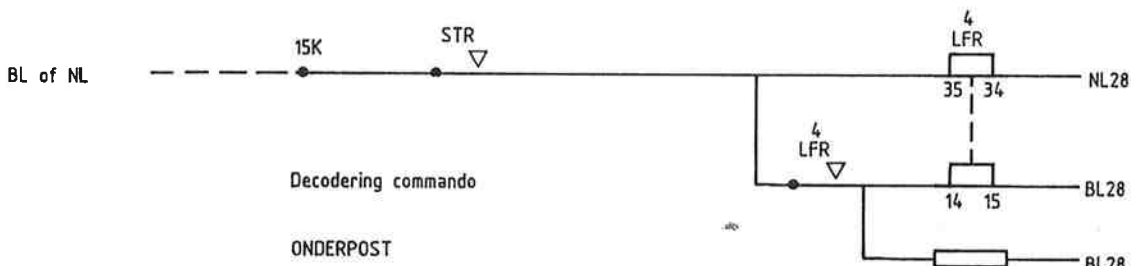 4
STR
LFR
15K
BL of NL
NL28
35 34
4
LFR
Decodering commando
BL28
14 15
ONDERPOST
BL28